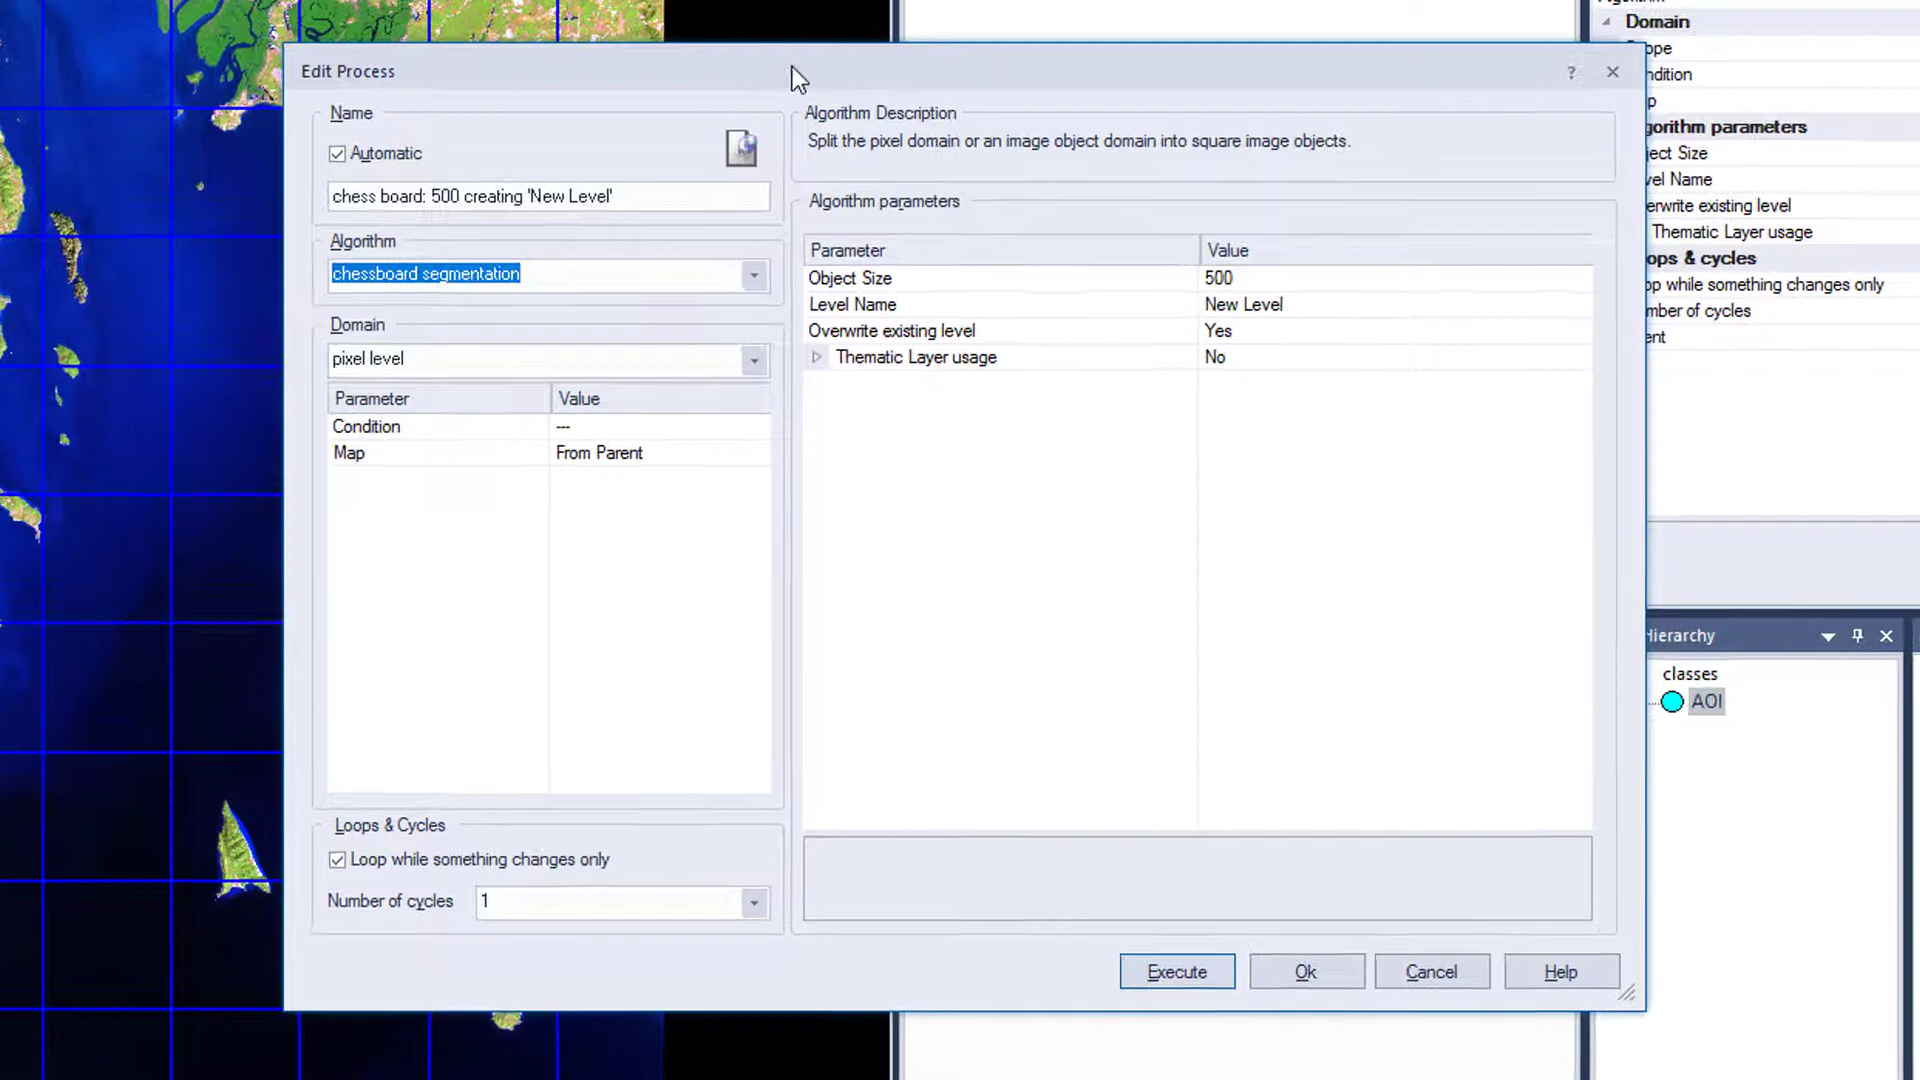 Edit Process
?
Name
Automatic
chess board: 500 creating 'New Level'
Algorithm
chessboard segmentation
Domain
pixel level
Parameter Value
Condition ---
Map From Parent
Loops & Cycles
Loop while something changes only
Number of cycles 1
Algorithm Description
Split the pixel domain or an image object domain into square image objects.
Algorithm parameters
Parameter Value
Object Size 500
Level Name New Level
Overwrite existing level Yes
Thematic Layer usage No
Execute Ok Cancel Help
Domain
ope
ndition
p
gorithm parameters
ject Size
vel Name
erwrite existing level
Thematic Layer usage
ops & cycles
op while something changes only
mber of cycles
ent
Hierarchy
classes
AOI